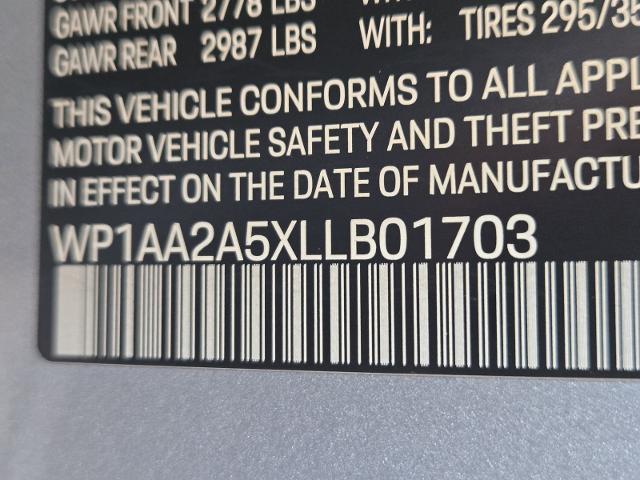 GAWR FRONT 2778 LBS
GAWR REAR 2987 LBS WITH: TIRES 295/35
THIS VEHICLE CONFORMS TO ALL APPL
MOTOR VEHICLE SAFETY AND THEFT PRE
IN EFFECT ON THE DATE OF MANUFACTU
WP1AA2A5XLLB01703